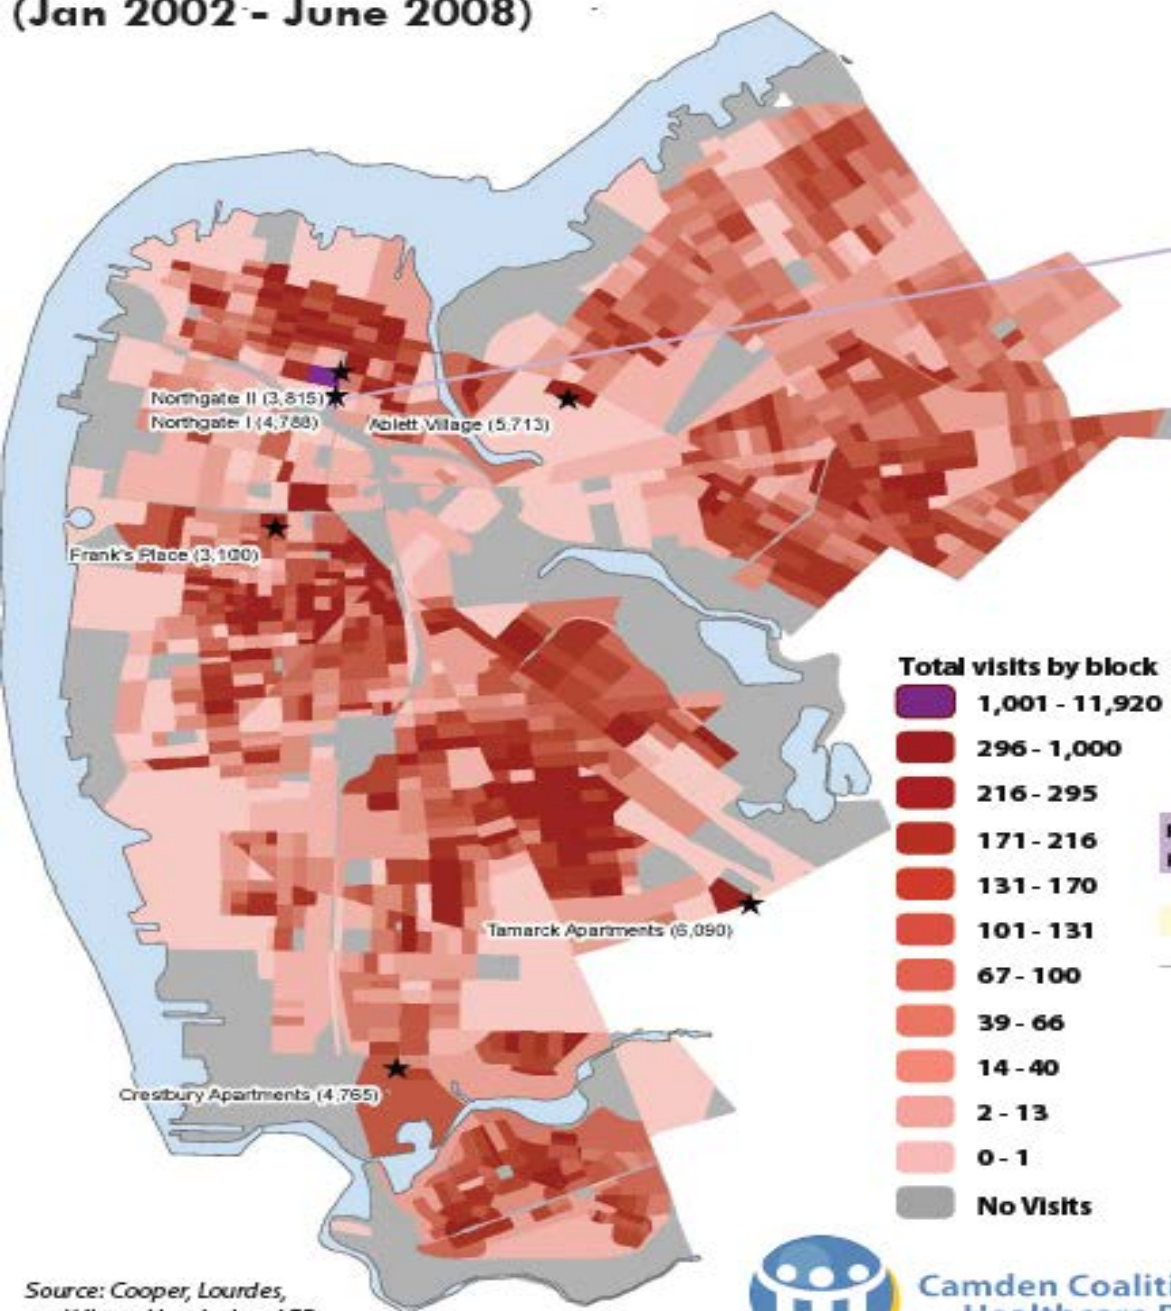 (Jan 2002 - June 2008)
Northgate II (3,815)
Northgate I (4,788)
Ablett Village (5,713)
Frank's Place (3,100)
Tamarck Apartments (6,090)
Crestbury Apartments (4,765)
Total visits by block
1,001 - 11,920
296 - 1,000
216 - 295
171 - 216
131 - 170
101 - 131
67 - 100
39 - 66
14 - 40
2 - 13
0 - 1
No Visits
Source: Cooper, Lourdes,
Camden Coaliti